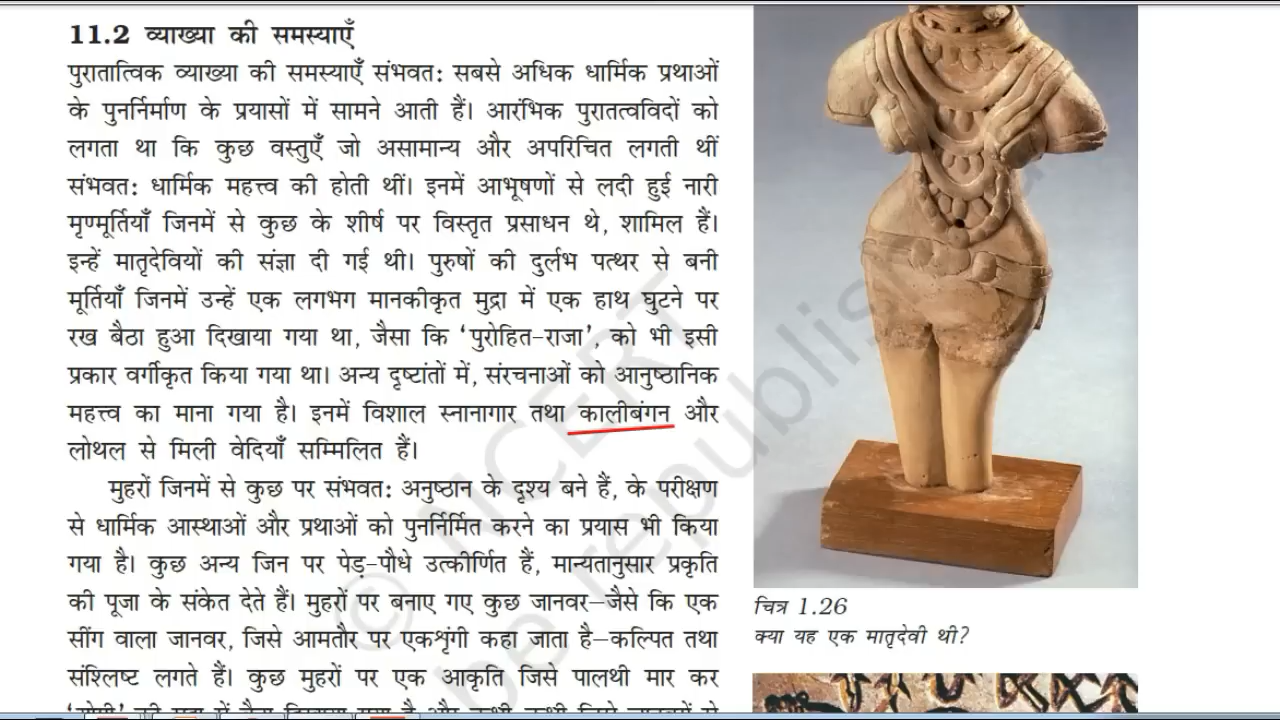 11.2 व्याख्या की समस्याएँ
पुरातात्विक व्याख्या की समस्याएँ संभवत: सबसे अधिक धार्मिक प्रथाओं
के पुनर्निर्माण के प्रयासों में सामने आती हैं। आरंभिक पुरातत्वविदों को
लगता था कि कुछ वस्तुएँ जो असामान्य और अपरिचित लगती थीं
संभवत: धार्मिक महत्त्व की होती थीं। इनमें आभूषणों से लदी हुई नारी
मृण्मूर्तियाँ जिनमें से कुछ के शीर्ष पर विस्तृत प्रसाधन थे, शामिल हैं।
इन्हें मातृदेवियों की संज्ञा दी गई थी। पुरुषों की दुर्लभ पत्थर से बनी
मूर्तियाँ जिनमें उन्हें एक लगभग मानकीकृत मुद्रा में एक हाथ घुटने पर
रख बैठा हुआ दिखाया गया था, जैसा कि ‘पुरोहित-राजा’, को भी इसी
प्रकार वर्गीकृत किया गया था। अन्य दृष्टांतों में, संरचनाओं को आनुष्ठानिक
महत्त्व का माना गया है। इनमें विशाल स्नानागार तथा कालीबंगन और
लोथल से मिली वेदियाँ सम्मिलित हैं।
मुहरों जिनमें से कुछ पर संभवत: अनुष्ठान के दृश्य बने हैं, के परीक्षण
से धार्मिक आस्थाओं और प्रथाओं को पुनर्निर्मित करने का प्रयास भी किया
गया है। कुछ अन्य जिन पर पेड़-पौधे उत्कीर्णित हैं, मान्यतानुसार प्रकृति
की पूजा के संकेत देते हैं। मुहरों पर बनाए गए कुछ जानवर–जैसे कि एक
सींग वाला जानवर, जिसे आमतौर पर एकशृंगी कहा जाता है–कल्पित तथा
संश्लिष्ट लगते हैं। कुछ मुहरों पर एक आकृति जिसे पालथी मार कर
चित्र 1.26
क्या यह एक मातृदेवी थी?
© NCERT
be republis